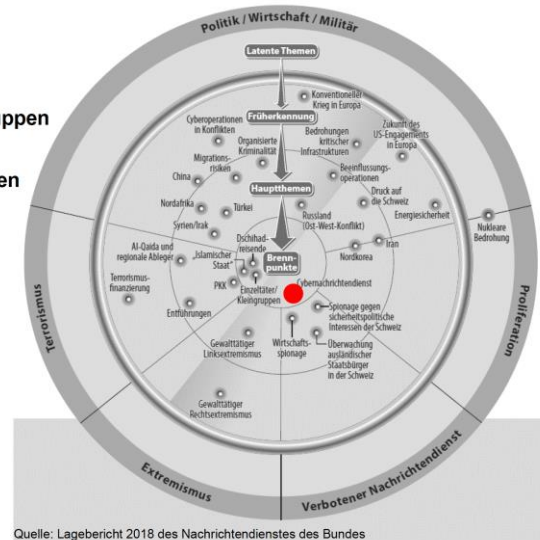 ppen
en
Politik / Wirtschaft / Militär
Latente Themen
Konventioneller
Krieg in Europa
Früherkennung
Cyberoperationen
in Konflikten
Zukunft des
US-Engagements
in Europa
Organisierte
Kriminalität
Bedrohungen
kritischer
Infrastrukturen
Migrations-
risiken
Beeinflussungs-
operationen
China
Hauptthemen
Druck auf
die Schweiz
Nordafrika
Türkei
Russland
(Ost-West-Konflikt)
Energiesicherheit
Syrien/Irak
Nukleare
Bedrohung
Dschihad-
reisende
Iran
Al-Qaida und
regionale Ableger
„Islamischer
Staat“
Brenn-
punkte
Nordkorea
Terrorismus-
finanzierung
PKK
Einzeltäter/
Kleingruppen
Cybernachrichtendienst
Entführungen
Spionage gegen
sicherheitspolitische
Interessen der Schweiz
Gewalttätiger
Linksextremismus
Wirtschafts-
spionage
Überwachung
ausländischer
Staatsbürger
in der Schweiz
Gewalttätiger
Rechtsextremismus
Terrorismus
Proliferation
Extremismus
Verbotener Nachrichtendienst
Quelle: Lagebericht 2018 des Nachrichtendienstes des Bundes